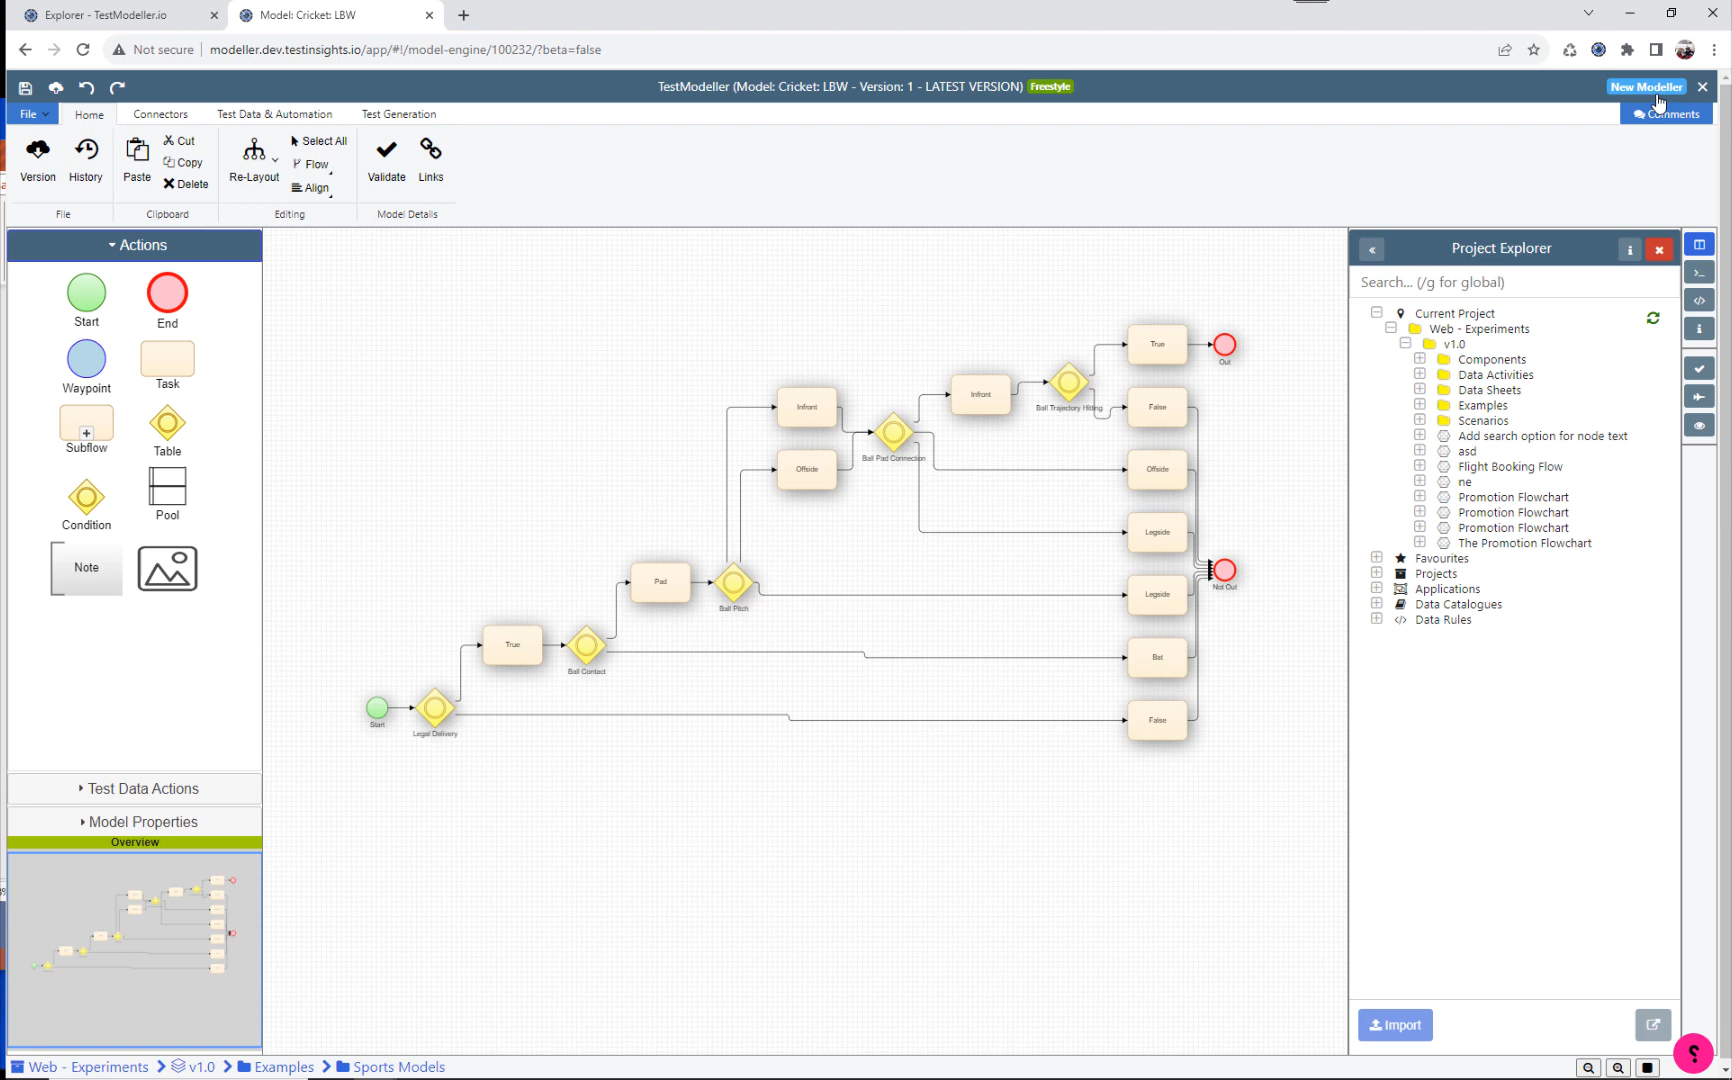 Explorer - TestModeller.io
Model: Cricket: LBW
Not secure
modeller.dev.testinsights.io/app/#!/model-engine/100232/?beta=false
TestModeller (Model: Cricket: LBW - Version: 1 - LATEST VERSION) Freestyle
New Modeller
File
Home
Connectors
Test Data & Automation
Test Generation
Comments
Version
History
Paste
Cut
Copy
Delete
Re-Layout
Select All
Flow
Align
Validate
Links
File
Clipboard
Editing
Model Details
Actions
Start
End
Waypoint
Task
Subflow
Table
Condition
Pool
Note
Test Data Actions
Model Properties
Overview
True
Out
Infront
Ball Trajectory Hitting
Infront
False
Ball Pad Connection
Offside
Offside
Legside
Not Out
Pad
Ball Pitch
Legside
True
Ball Contact
Bat
Start
Legal Delivery
False
Project Explorer
Search... (/g for global)
Current Project
Web - Experiments
v1.0
Components
Data Activities
Data Sheets
Examples
Scenarios
Add search option for node text
asd
Flight Booking Flow
ne
Promotion Flowchart
Promotion Flowchart
Promotion Flowchart
The Promotion Flowchart
Favourites
Projects
Applications
Data Catalogues
Data Rules
Import
Web - Experiments
v1.0
Examples
Sports Models